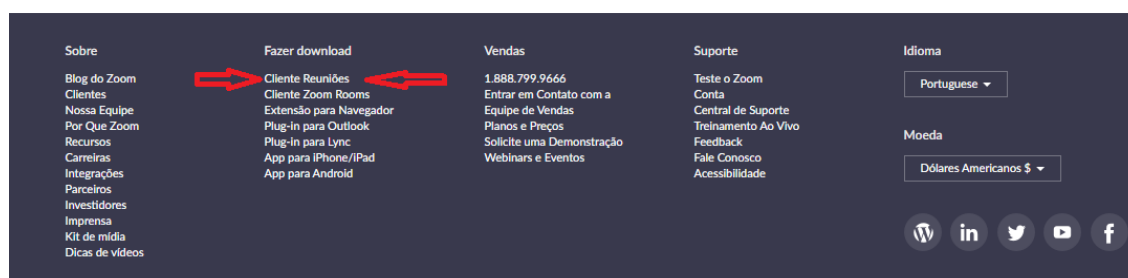 Sobre
Blog do Zoom
Clientes
Nossa Equipe
Por Que Zoom
Recursos
Carreiras
Integrações
Parceiros
Investidores
Imprensa
Kit de mídia
Dicas de vídeos
Fazer download
Cliente Reuniões
Cliente Zoom Rooms
Extensão para Navegador
Plug-in para Outlook
Plug-in para Lync
App para iPhone/iPad
App para Android
Vendas
1.888.799.9666
Entrar em Contato com a
Equipe de Vendas
Planos e Preços
Solicite uma Demonstração
Webinars e Eventos
Suporte
Teste o Zoom
Conta
Central de Suporte
Treinamento Ao Vivo
Feedback
Fale Conosco
Acessibilidade
Idioma
Portuguese
Moeda
Dólares Americanos $